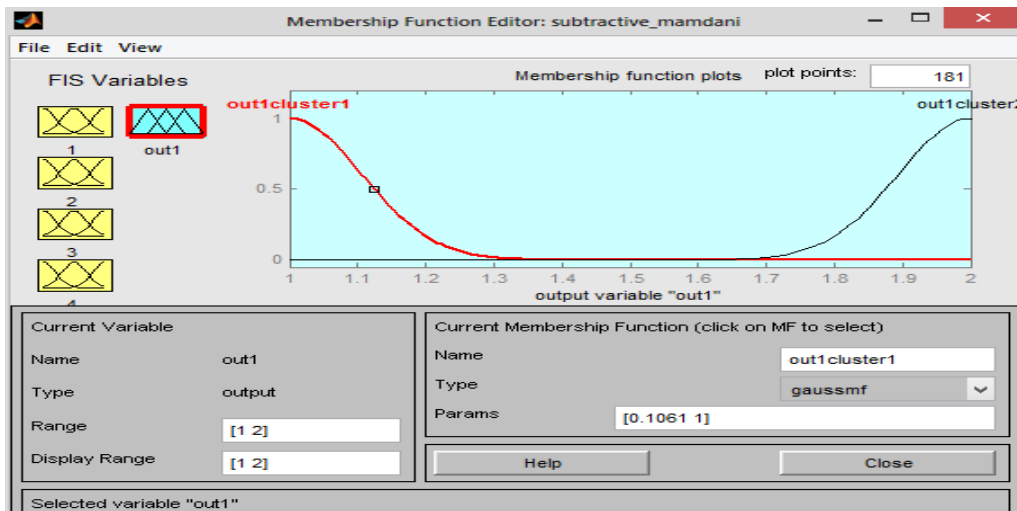 Membership Function Editor: subtractive_mamdani
File Edit View
FIS Variables
Membership function plots plot points: 181
out1cluster1
out1cluster2
1
0.5
0
1 1.1 1.2 1.3 1.4 1.5 1.6 1.7 1.8 1.9 2
output variable "out1"
1
out1
2
3
4
Current Variable
Name out1
Type output
Range [1 2]
Display Range [1 2]
Current Membership Function (click on MF to select)
Name out1cluster1
Type gaussmf
Params [0.1061 1]
Help
Close
Selected variable "out1"